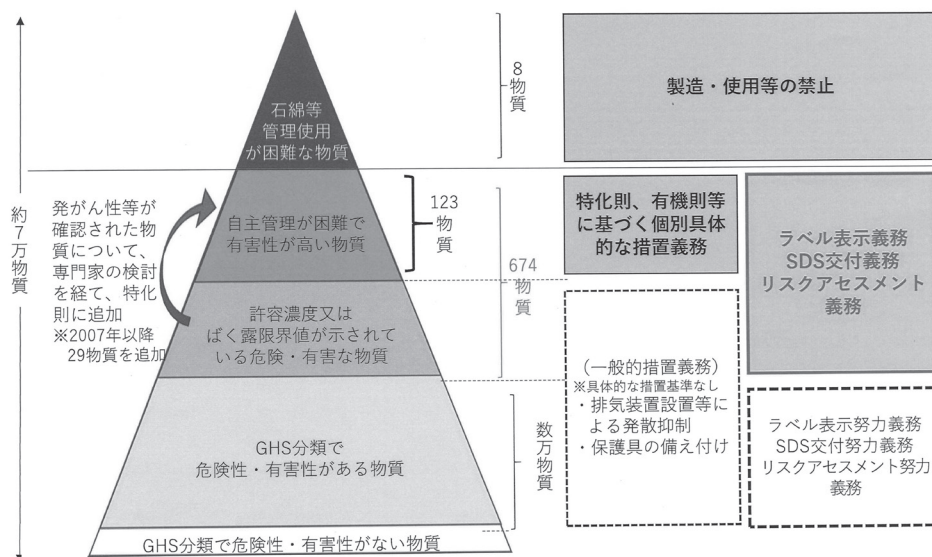 約7万物質
石綿等
管理使用
が困難な物質
8物質
製造・使用等の禁止
発がん性等が
確認された物
質について、
専門家の検討
を経て、特化
則に追加
※2007年以降
29物質を追加
自主管理が困難で
有害性が高い物質
123
物質
674
物質
特化則、有機則等
に基づく個別具体
的な措置義務
ラベル表示義務
SDS交付義務
リスクアセスメント
義務
許容濃度又は
ばく露限界値が示されて
いる危険・有害な物質
(一般的措置義務)
※具体的な措置基準なし
・排気装置設置等に
よる発散抑制
・保護具の備え付け
GHS分類で
危険性・有害性がある物質
数万物質
ラベル表示努力義務
SDS交付努力義務
リスクアセスメント努力
義務
GHS分類で危険性・有害性がない物質